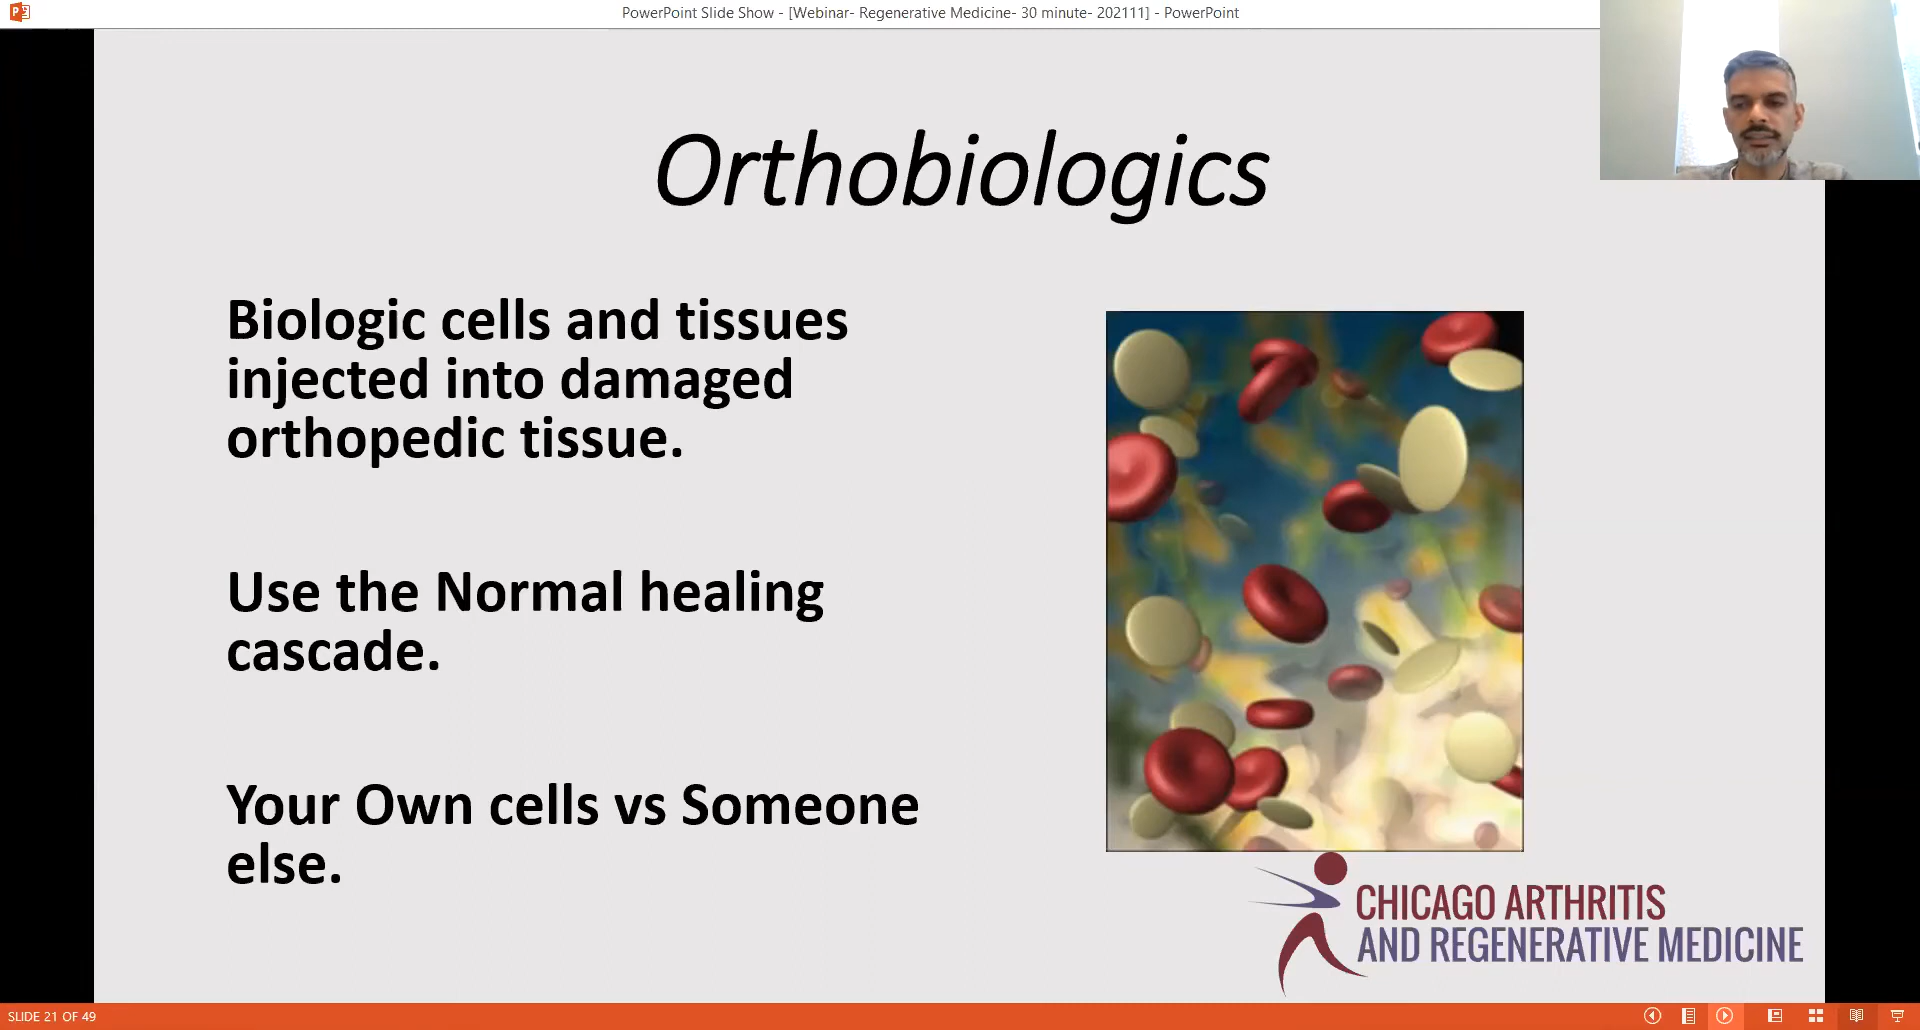 PowerPoint Slide Show - [Webinar- Regenerative Medicine- 30 minute- 202111] - PowerPoint
Orthobiologics
Biologic cells and tissues
injected into damaged
orthopedic tissue.
Use the Normal healing
cascade.
Your Own cells vs Someone
else.
CHICAGO ARTHRITIS
AND REGENERATIVE MEDICINE
SLIDE 21 OF 49